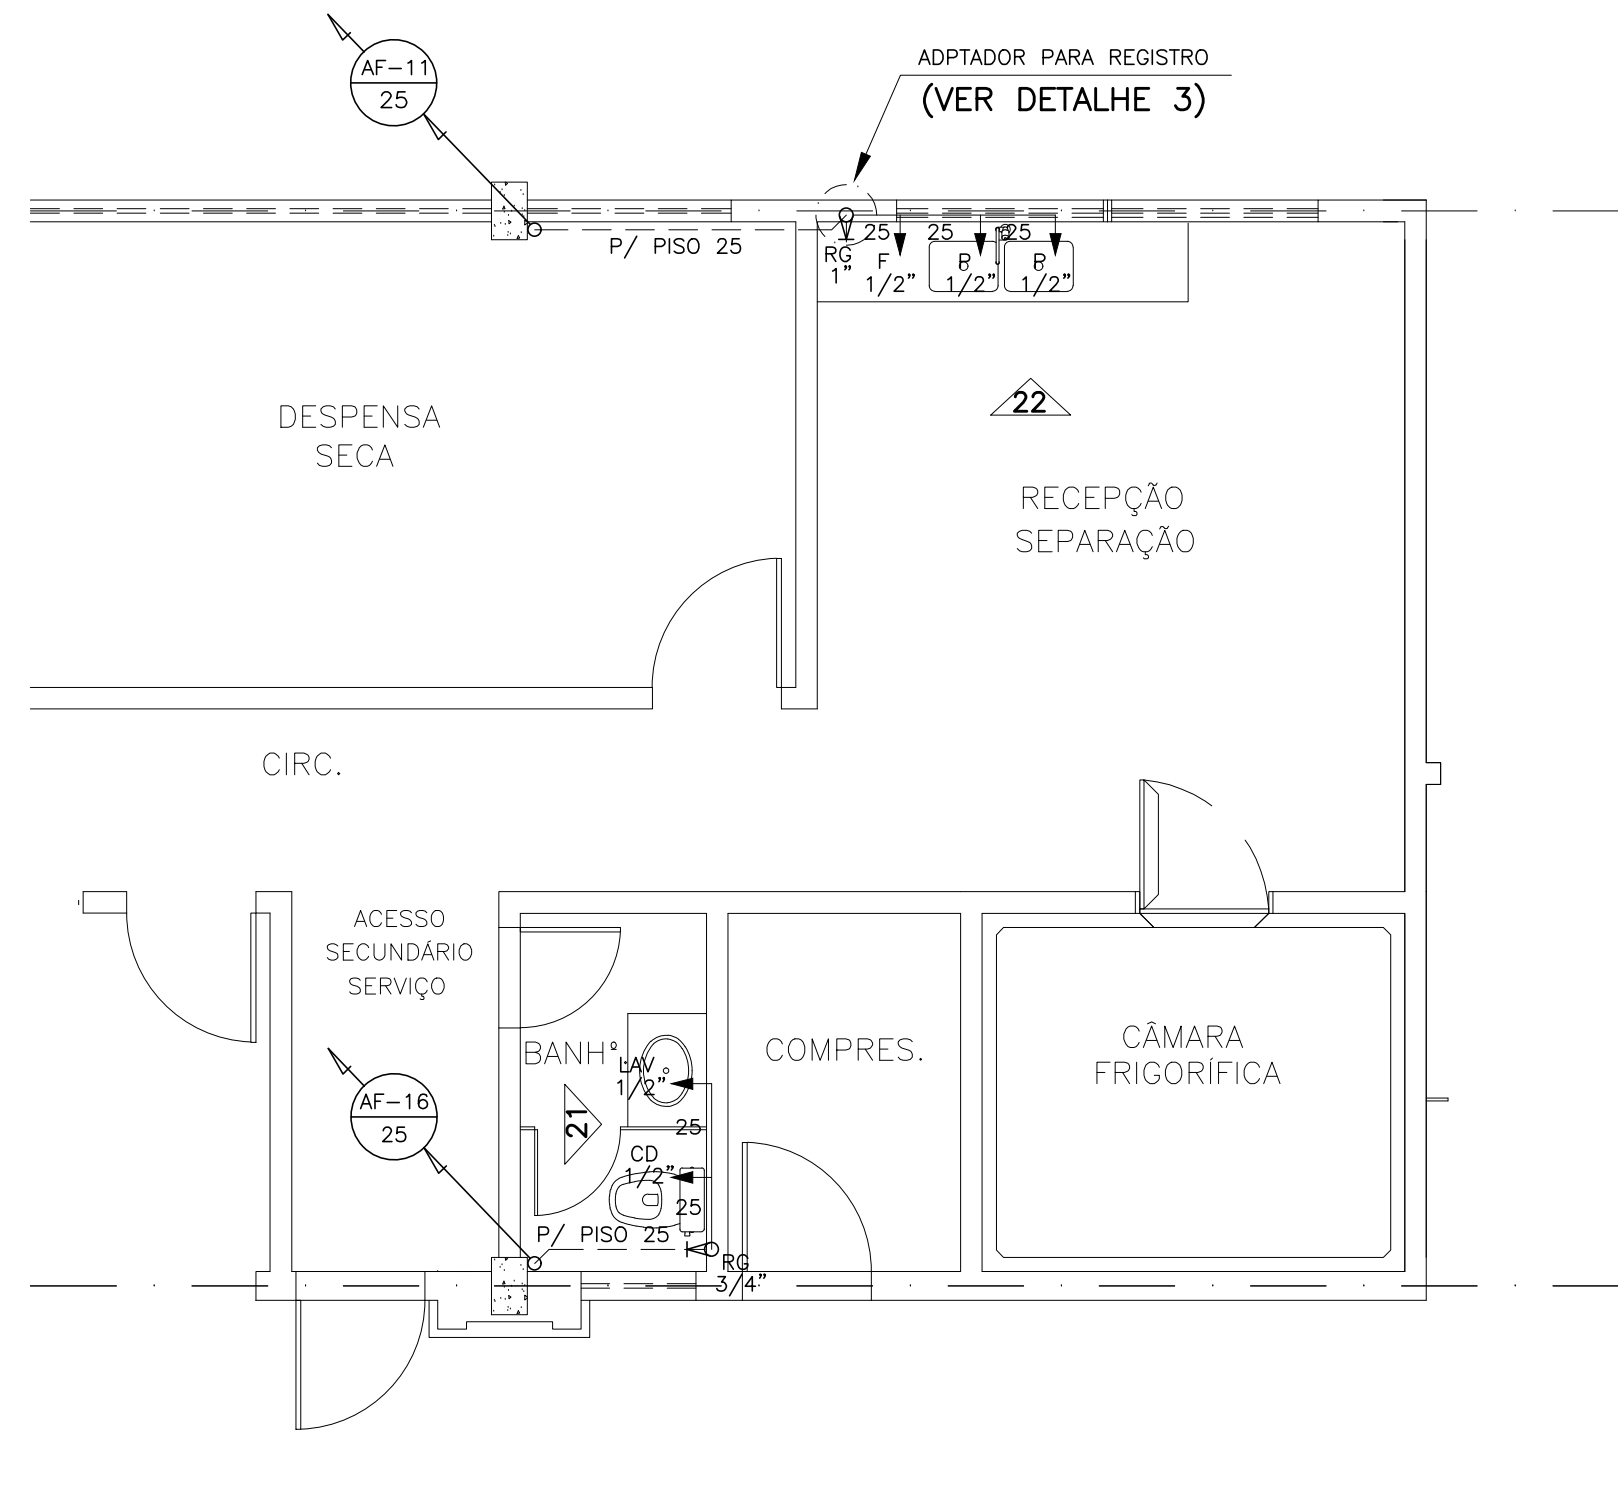 AF-11
25
ADPTADOR PARA REGISTRO
(VER DETALHE 3)
P/ PISO 25
25
25
25
RG
1"
F
1/2"
P
1/2"
P
1/2"
22
DESPENSA
SECA
RECEPÇÃO
SEPARAÇÃO
CIRC.
ACESSO
SECUNDÁRIO
SERVIÇO
BANHº
LAV
1/2"
COMPRES.
CÂMARA
FRIGORÍFICA
AF-16
25
21
25
CD
1/2"
25
P/ PISO 25
RG
3/4"